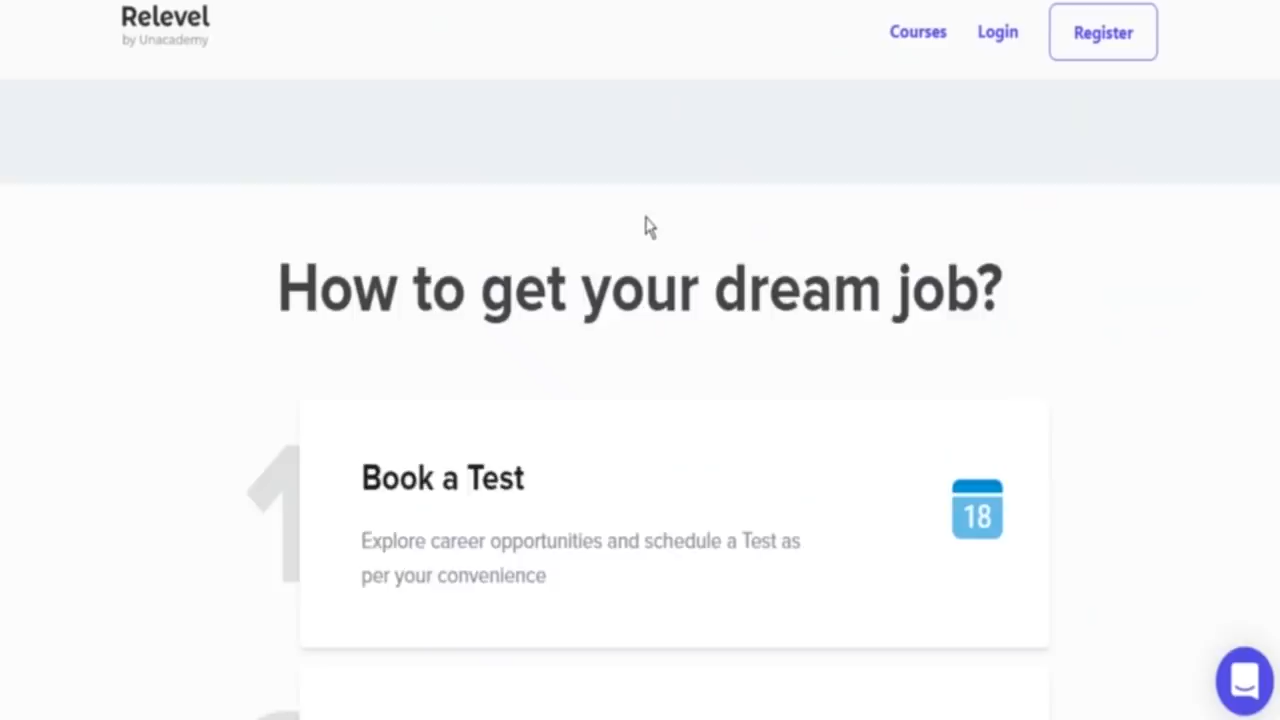 Relevel
by Unacademy
Courses Login Register
How to get your dream job?
1
Book a Test
18
Explore career opportunities and schedule a Test as
per your convenience